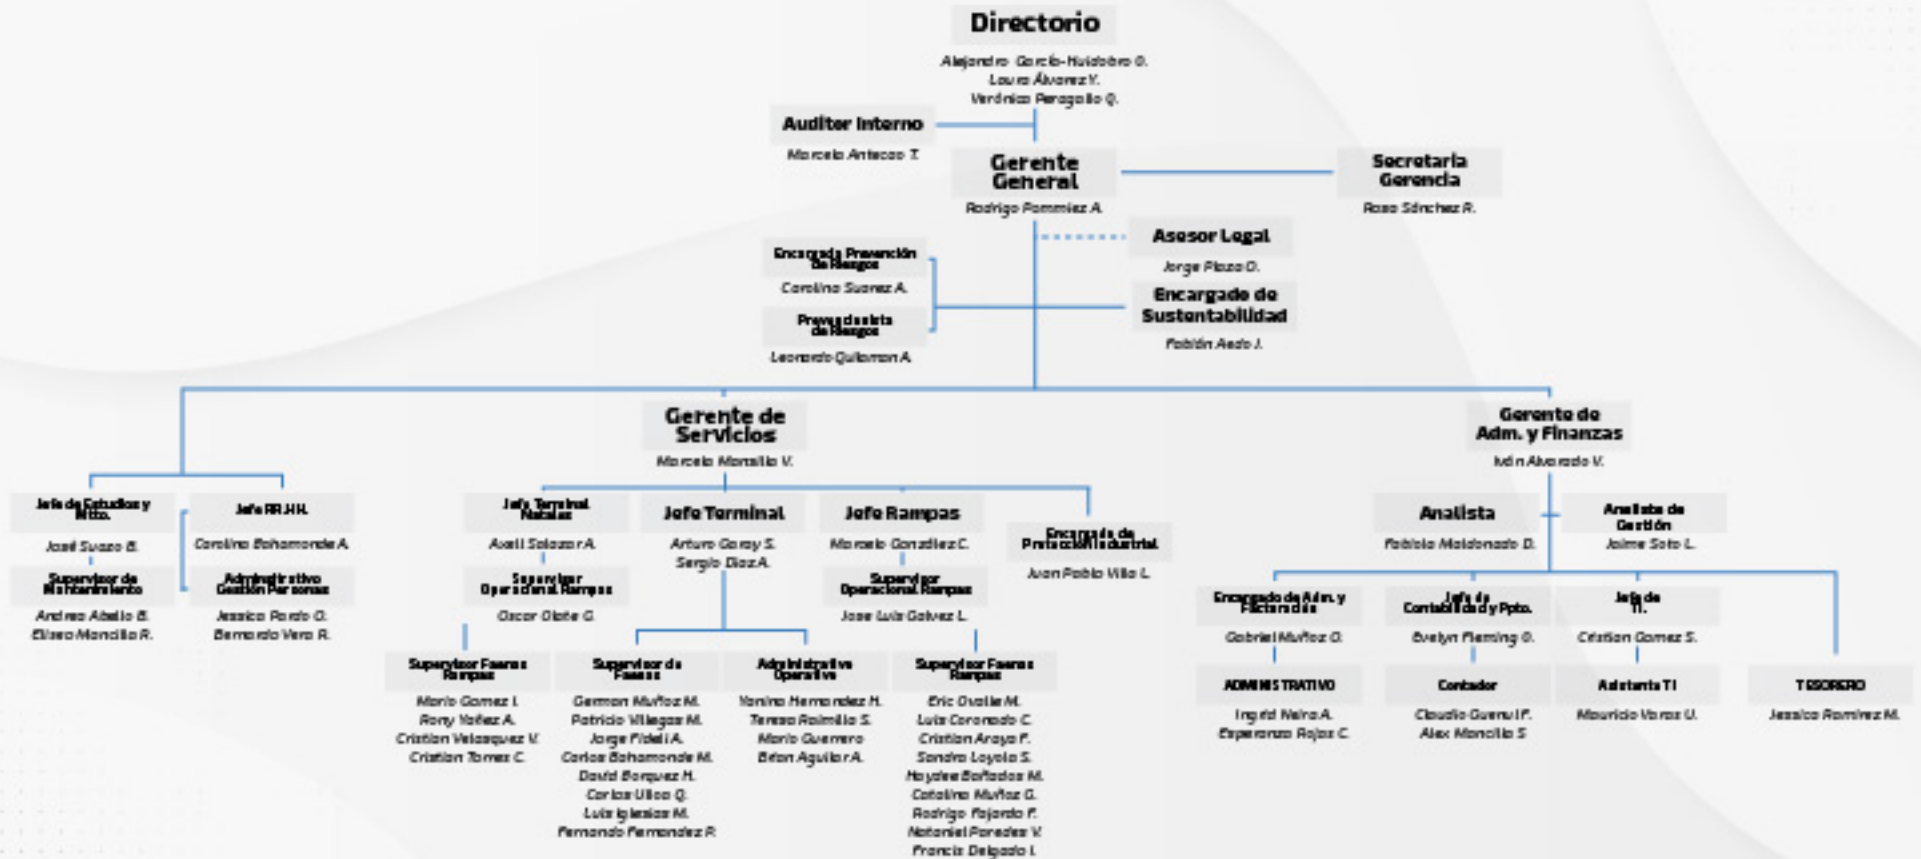 Directorio
Alejandro García-Huidobro O.
Laura Álvarez Y.
Verónica Peragallo Q.
Auditor Interno
Marcela Antecao T.
Gerente
General
Rodrigo Pommiez A.
Secretaria
Gerencia
Rosa Sánchez R.
Asesor Legal
Jorge Plaza O.
Encargada Prevención
de Riesgos
Carolina Suarez A.
Encargado de
Sustentabilidad
Fabián Aedo J.
Prevencionista
de Riesgos
Leonardo Quilaman A.
Gerente de
Servicios
Marcelo Mansilla V.
Gerente de
Adm. y Finanzas
Iván Alvarado V.
Jefe de Estudios y
Mtto.
José Suazo B.
Supervisor de
Mantenimiento
Andrea Abello B.
Eliseo Mancilla R.
Jefe RR.HH.
Carolina Bahamonde A.
Administrativo
Gestión Personas
Jessica Pardo O.
Bernardo Vera R.
Jefe Terminal
Natales
Axell Salazar A.
Supervisor
Operacional Rampas
Oscar Oñate G.
Supervisor Faenas
Rampas
Mario Gamez I.
Rony Yañez A.
Cristian Velasquez V.
Cristian Torres C.
Jefe Terminal
Arturo Garay S.
Sergio Diaz A.
Supervisor de
Faenas
German Muñoz M.
Patricio Villegas M.
Jorge Fideli A.
Carlos Bahamonde M.
David Borquez H.
Carlos Ulloa Q.
Luis Iglesias M.
Fernando Fernandez P.
Administrativo
Operativo
Yanina Hernandez H.
Teresa Raimilla S.
Mario Guerrero
Brian Aguilar A.
Jefe Rampas
Marcelo González C.
Supervisor
Operacional Rampas
Jose Luis Galvez L.
Supervisor Faenas
Rampas
Eric Ovalle M.
Luis Coronado C.
Cristian Araya F.
Sandra Loyola S.
Haydee Bañados M.
Catalina Muñoz G.
Rodrigo Fajardo F.
Nataniel Paredes V.
Francis Delgado I.
Encargado de
Protección Industrial
Juan Pablo Villa L.
Analista
Fabiola Maldonado D.
Analista de
Gestión
Jaime Soto L.
Encargado de Adm. y
Facturación
Gabriel Muñoz O.
ADMINISTRATIVO
Ingrid Neira A.
Esperanza Rojas C.
Jefe de
Contabilidad y Ppto.
Evelyn Fleming O.
Contador
Claudio Guenul F.
Alex Mancilla S
Jefe de
TI.
Cristian Gomez S.
Asistente TI
Mauricio Varas U.
TESORERO
Jessica Ramirez M.